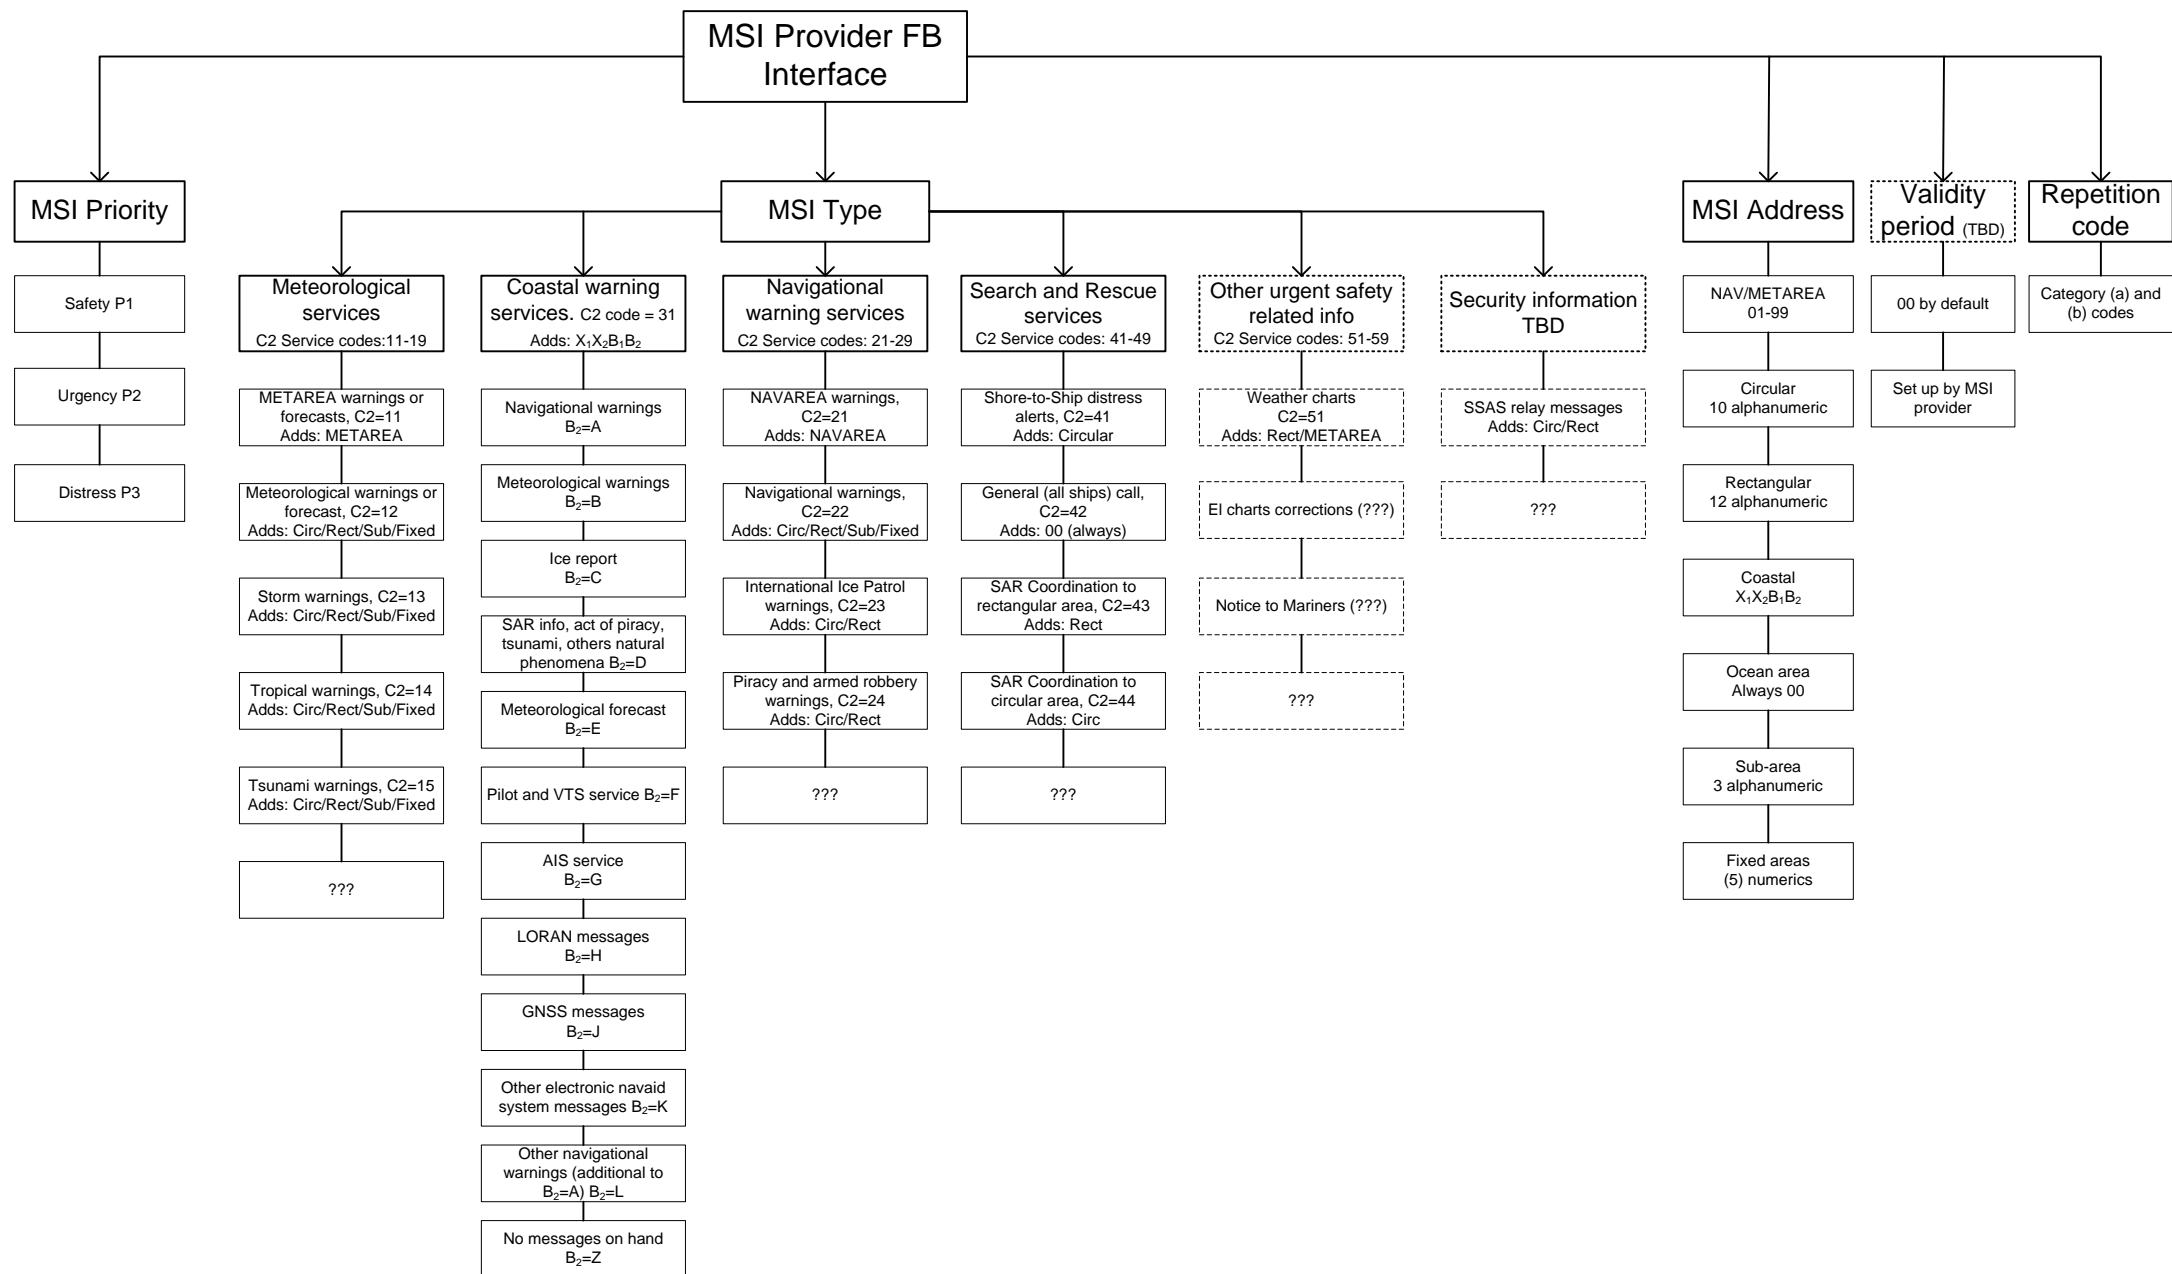 MSI Provider FB
Interface
MSI Priority
Safety P1
Urgency P2
Distress P3
MSI Type
Meteorological
services
C2 Service codes:11-19
METAREA warnings or
forecasts, C2=11
Adds: METAREA
Meteorological warnings or
forecast, C2=12
Adds: Circ/Rect/Sub/Fixed
Storm warnings, C2=13
Adds: Circ/Rect/Sub/Fixed
Tropical warnings, C2=14
Adds: Circ/Rect/Sub/Fixed
Tsunami warnings, C2=15
Adds: Circ/Rect/Sub/Fixed
???
Coastal warning
services. C2 code = 31
Adds: X₁X₂B₁B₂
Navigational warnings
B₂=A
Meteorological warnings
B₂=B
Ice report
B₂=C
SAR info, act of piracy,
tsunami, others natural
phenomena B₂=D
Meteorological forecast
B₂=E
Pilot and VTS service B₂=F
AIS service
B₂=G
LORAN messages
B₂=H
GNSS messages
B₂=J
Other electronic navaid
system messages B₂=K
Other navigational
warnings (additional to
B₂=A) B₂=L
No messages on hand
B₂=Z
Navigational
warning services
C2 Service codes: 21-29
NAVAREA warnings,
C2=21
Adds: NAVAREA
Navigational warnings,
C2=22
Adds: Circ/Rect/Sub/Fixed
International Ice Patrol
warnings, C2=23
Adds: Circ/Rect
Piracy and armed robbery
warnings, C2=24
Adds: Circ/Rect
???
Search and Rescue
services
C2 Service codes: 41-49
Shore-to-Ship distress
alerts, C2=41
Adds: Circular
General (all ships) call,
C2=42
Adds: 00 (always)
SAR Coordination to
rectangular area, C2=43
Adds: Rect
SAR Coordination to
circular area, C2=44
Adds: Circ
???
Other urgent safety
related info
C2 Service codes: 51-59
Weather charts
C2=51
Adds: Rect/METAREA
El charts corrections (???)
Notice to Mariners (???)
???
Security information
TBD
SSAS relay messages
Adds: Circ/Rect
???
MSI Address
NAV/METAREA
01-99
Circular
10 alphanumeric
Rectangular
12 alphanumeric
Coastal
X₁X₂B₁B₂
Ocean area
Always 00
Sub-area
3 alphanumeric
Fixed areas
(5) numerics
Validity
period (TBD)
00 by default
Set up by MSI
provider
Repetition
code
Category (a) and
(b) codes